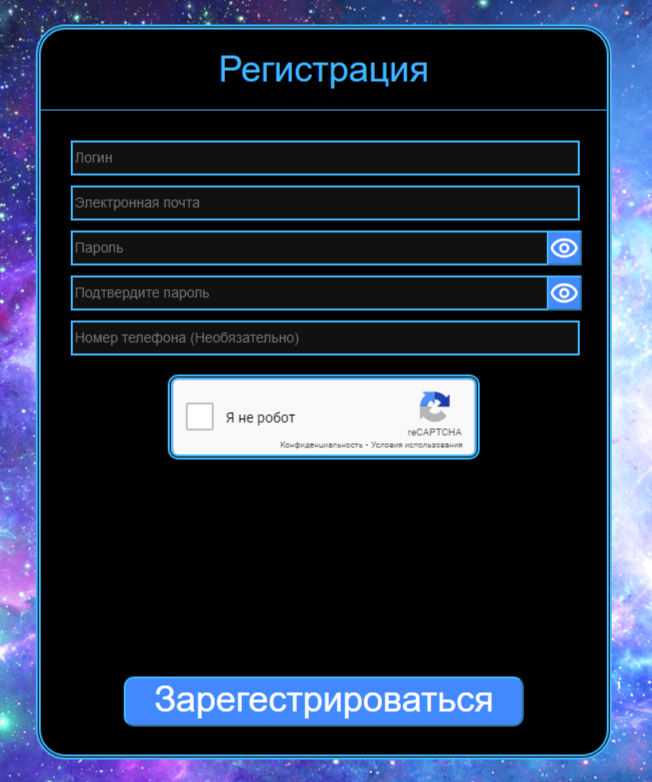 Регистрация
Логин
Электронная почта
Пароль
Подтвердите пароль
Номер телефона (Необязательно)
Я не робот
reCAPTCHA
Конфиденциальность - Условия использования
Зарегестрироваться